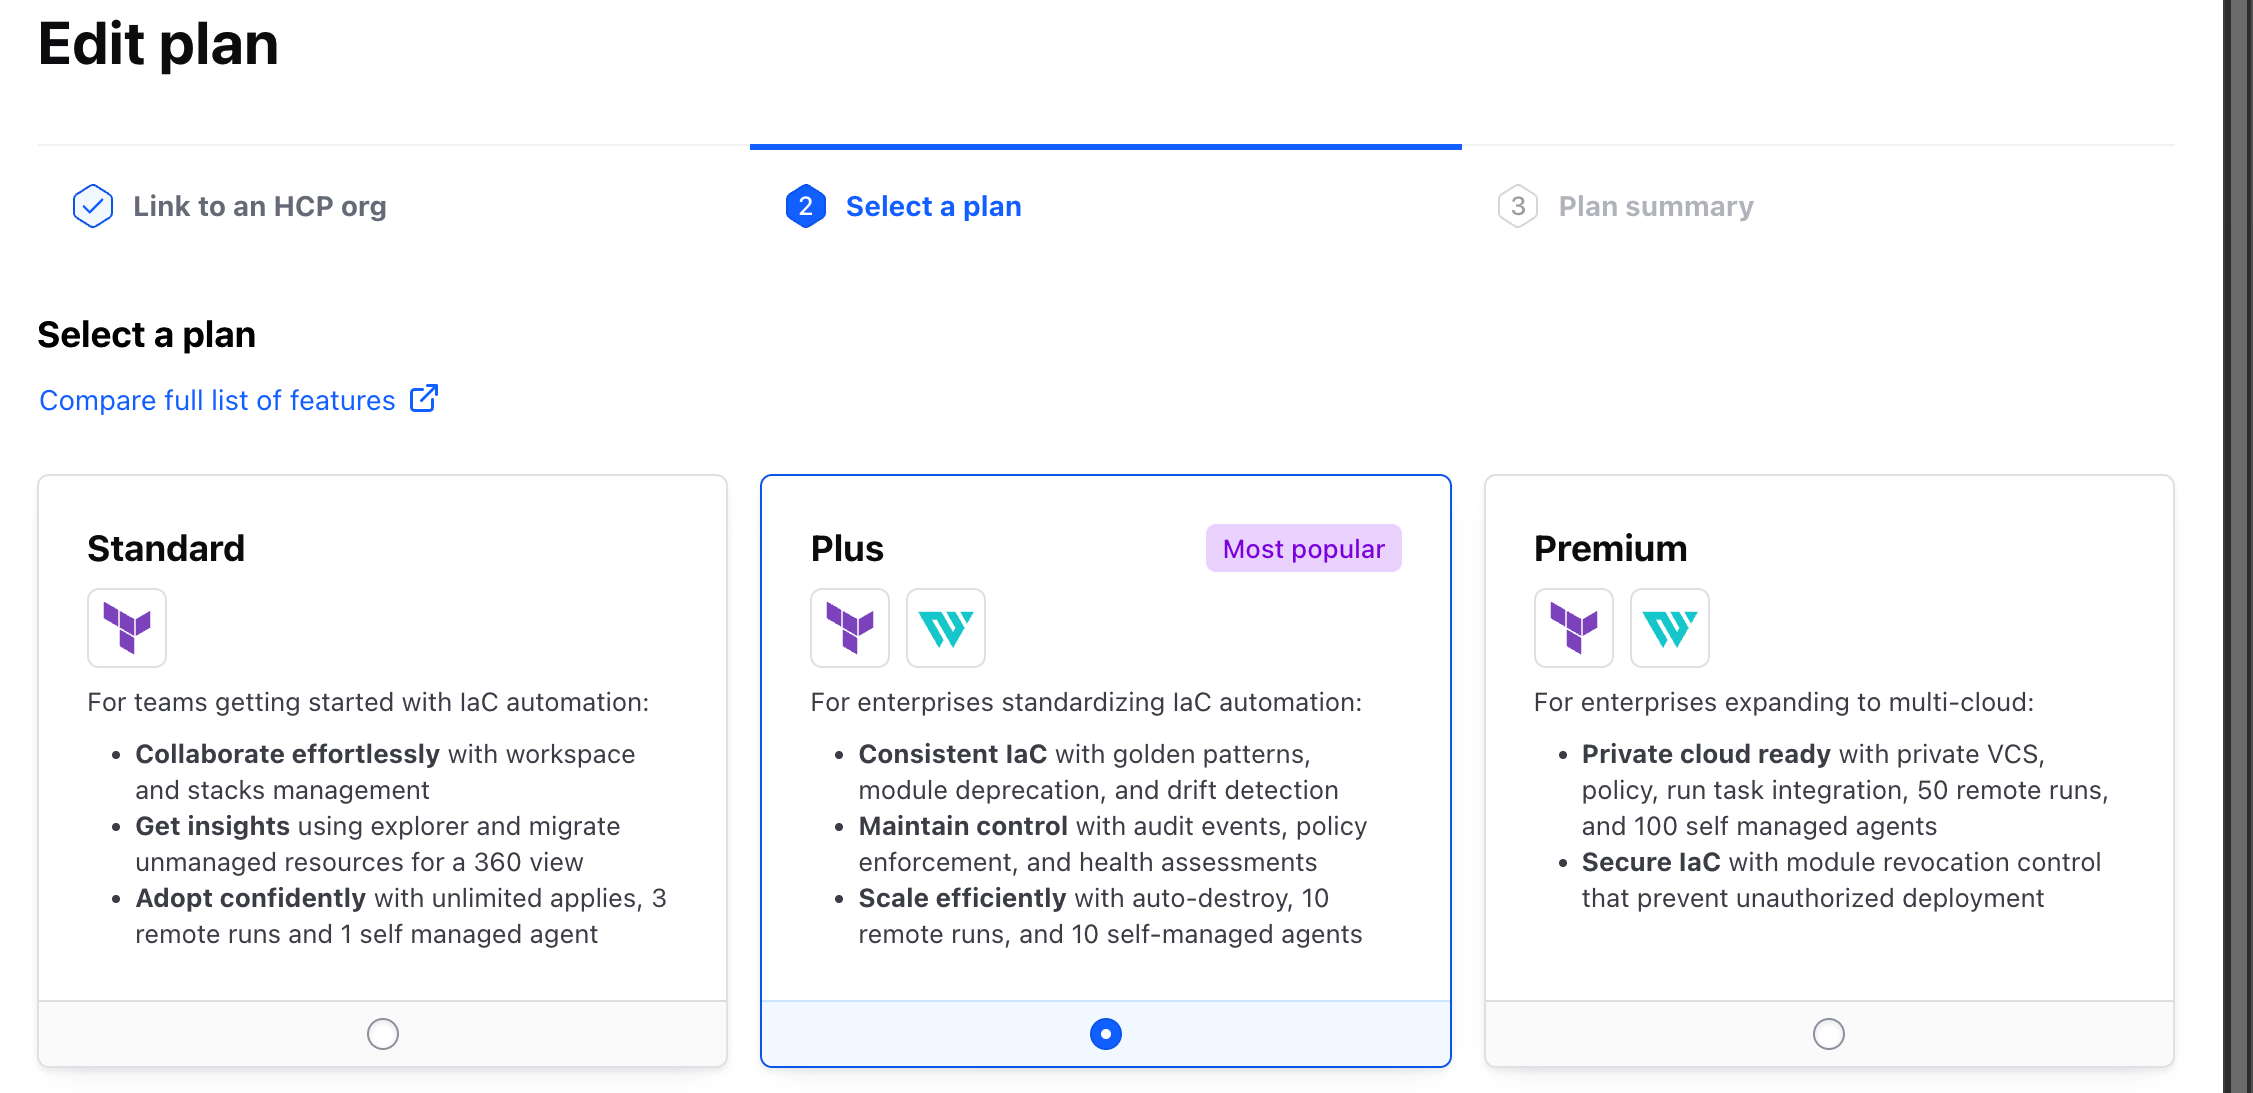 Edit plan
Link to an HCP org
2 Select a plan
3 Plan summary
Select a plan
Compare full list of features
Standard
For teams getting started with IaC automation:
• Collaborate effortlessly with workspace
and stacks management
• Get insights using explorer and migrate
unmanaged resources for a 360 view
• Adopt confidently with unlimited applies, 3
remote runs and 1 self managed agent
Plus
Most popular
For enterprises standardizing IaC automation:
• Consistent IaC with golden patterns,
module deprecation, and drift detection
• Maintain control with audit events, policy
enforcement, and health assessments
• Scale efficiently with auto-destroy, 10
remote runs, and 10 self-managed agents
Premium
For enterprises expanding to multi-cloud:
• Private cloud ready with private VCS,
policy, run task integration, 50 remote runs,
and 100 self managed agents
• Secure IaC with module revocation control
that prevent unauthorized deployment